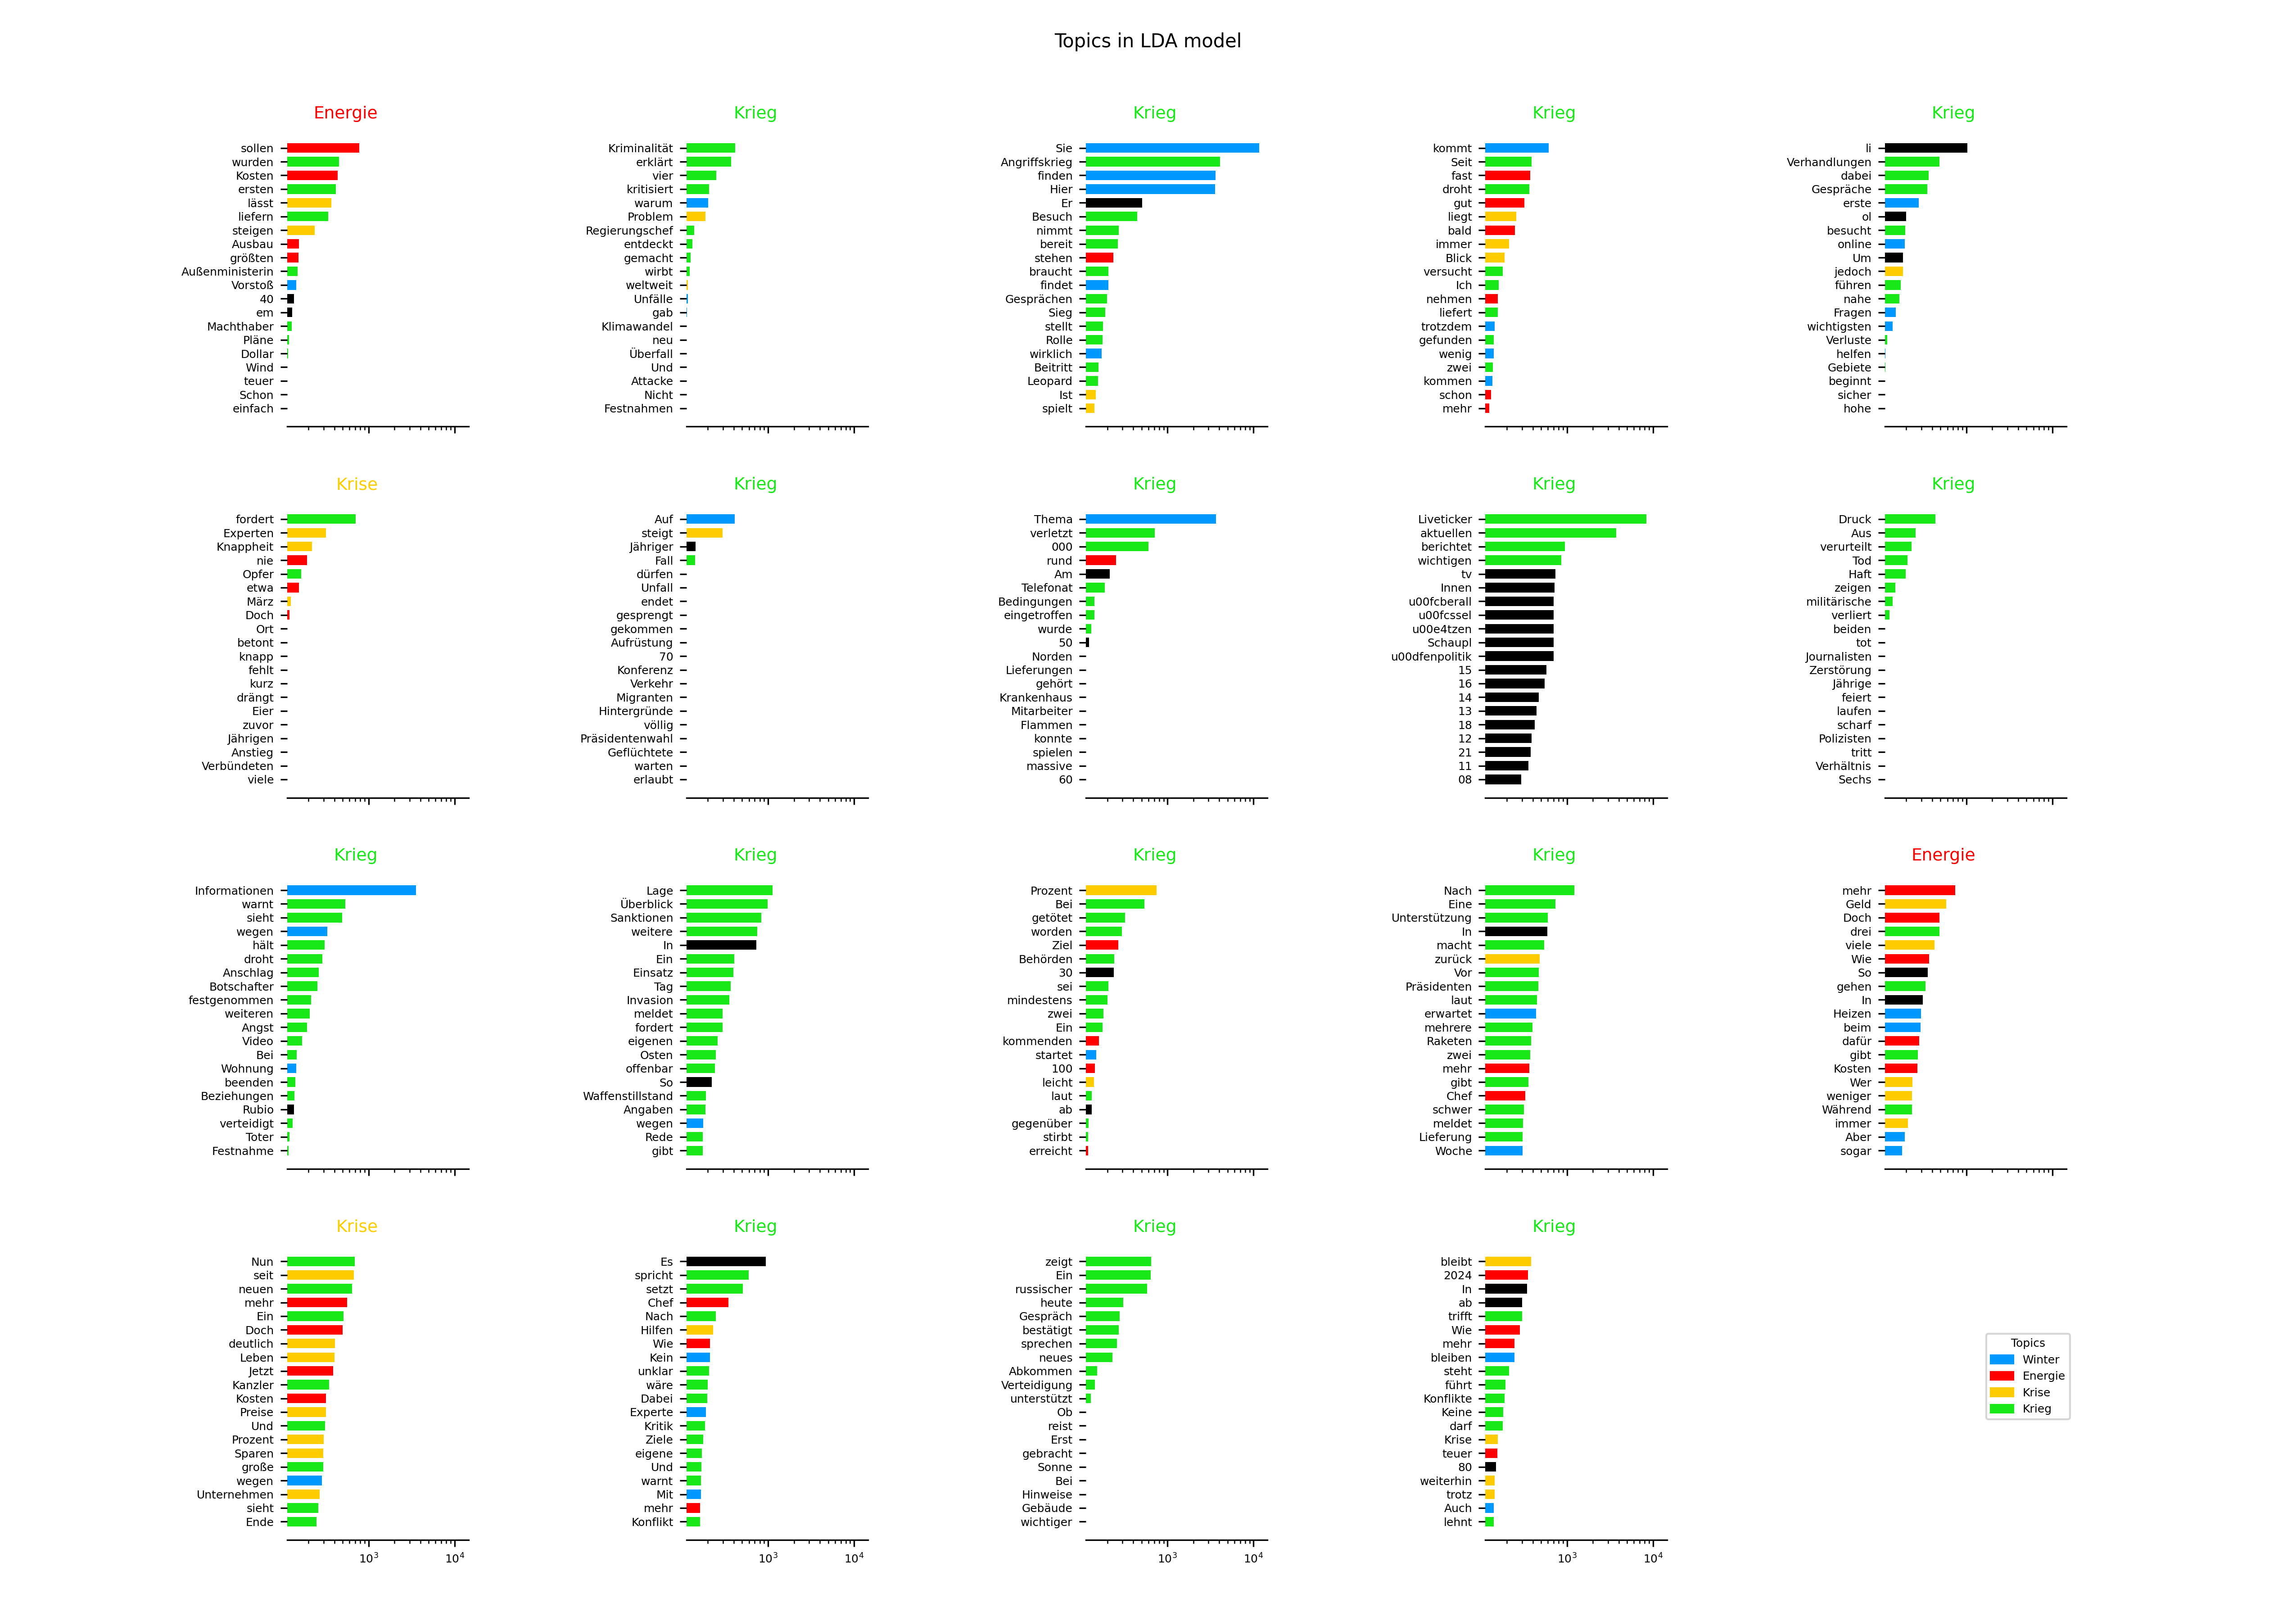 Topics in LDA model
Energie
sollen
wurden
Kosten
ersten
lässt
liefern
steigen
Ausbau
größten
Außenministerin
Vorstoß
40
em
Machthaber
Pläne
Dollar
Wind
teuer
Schon
einfach
Krieg
Kriminalität
erklärt
vier
kritisiert
warum
Problem
Regierungschef
entdeckt
gemacht
wirbt
weltweit
Unfälle
gab
Klimawandel
neu
Überfall
Und
Attacke
Nicht
Festnahmen
Krieg
Sie
Angriffskrieg
finden
Hier
Er
Besuch
nimmt
bereit
stehen
braucht
findet
Gesprächen
Sieg
stellt
Rolle
wirklich
Beitritt
Leopard
Ist
spielt
Krieg
kommt
Seit
fast
droht
gut
liegt
bald
immer
Blick
versucht
Ich
nehmen
liefert
trotzdem
gefunden
wenig
zwei
kommen
schon
mehr
Krieg
li
Verhandlungen
dabei
Gespräche
erste
ol
besucht
online
Um
jedoch
führen
nahe
Fragen
wichtigsten
Verluste
helfen
Gebiete
beginnt
sicher
hohe
Krise
fordert
Experten
Knappheit
nie
Opfer
etwa
März
Doch
Ort
betont
knapp
fehlt
kurz
drängt
Eier
zuvor
Jährigen
Anstieg
Verbündeten
viele
Krieg
Auf
steigt
Jähriger
Fall
dürfen
Unfall
endet
gesprengt
gekommen
Aufrüstung
70
Konferenz
Verkehr
Migranten
Hintergründe
völlig
Präsidentenwahl
Geflüchtete
warten
erlaubt
Krieg
Thema
verletzt
000
rund
Am
Telefonat
Bedingungen
eingetroffen
wurde
50
Norden
Lieferungen
gehört
Krankenhaus
Mitarbeiter
Flammen
konnte
spielen
massive
60
Krieg
Liveticker
aktuellen
berichtet
wichtigen
tv
Innen
u00fcberall
u00fcssel
u00e4tzen
Schaupl
u00dfenpolitik
15
16
14
13
18
12
21
11
08
Krieg
Druck
Aus
verurteilt
Tod
Haft
zeigen
militärische
verliert
beiden
tot
Journalisten
Zerstörung
Jährige
feiert
laufen
scharf
Polizisten
tritt
Verhältnis
Sechs
Krieg
Informationen
warnt
sieht
wegen
hält
droht
Anschlag
Botschafter
festgenommen
weiteren
Angst
Video
Bei
Wohnung
beenden
Beziehungen
Rubio
verteidigt
Toter
Festnahme
Krieg
Lage
Überblick
Sanktionen
weitere
In
Ein
Einsatz
Tag
Invasion
meldet
fordert
eigenen
Osten
offenbar
So
Waffenstillstand
Angaben
wegen
Rede
gibt
Krieg
Prozent
Bei
getötet
worden
Ziel
Behörden
30
sei
mindestens
zwei
Ein
kommenden
startet
100
leicht
laut
ab
gegenüber
stirbt
erreicht
Krieg
Nach
Eine
Unterstützung
In
macht
zurück
Vor
Präsidenten
laut
erwartet
mehrere
Raketen
zwei
mehr
gibt
Chef
schwer
meldet
Lieferung
Woche
Energie
mehr
Geld
Doch
drei
viele
Wie
So
gehen
In
Heizen
beim
dafür
gibt
Kosten
Wer
weniger
Während
immer
Aber
sogar
Krise
Nun
seit
neuen
mehr
Ein
Doch
deutlich
Leben
Jetzt
Kanzler
Kosten
Preise
Und
Prozent
Sparen
große
wegen
Unternehmen
sieht
Ende
10³ 10⁴
Krieg
Es
spricht
setzt
Chef
Nach
Hilfen
Wie
Kein
unklar
wäre
Dabei
Experte
Kritik
Ziele
eigene
Und
warnt
Mit
mehr
Konflikt
10³ 10⁴
Krieg
zeigt
Ein
russischer
heute
Gespräch
bestätigt
sprechen
neues
Abkommen
Verteidigung
unterstützt
Ob
reist
Erst
gebracht
Sonne
Bei
Hinweise
Gebäude
wichtiger
10³ 10⁴
Krieg
bleibt
2024
In
ab
trifft
Wie
mehr
bleiben
steht
führt
Konflikte
Keine
darf
Krise
teuer
80
weiterhin
trotz
Auch
lehnt
10³ 10⁴
Topics
Winter
Energie
Krise
Krieg